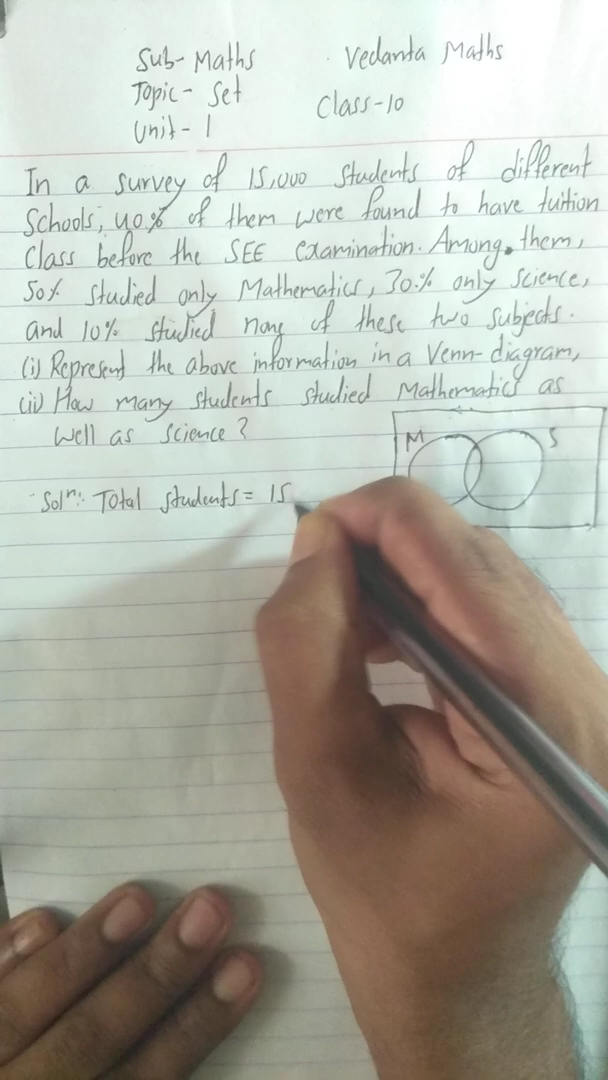 Sub- Maths Vedanta Maths
Topic- Set Class-10
Unit- 1
In a survey of 15,000 students of different
Schools, 40% of them were found to have tuition
Class before the SEE examination. Among them,
50% studied only Mathematics, 30% only science,
and 10% studied none of these two subjects.
(i) Represent the above information in a Venn-diagram,
(ii) How many students studied Mathematics as
well as science?
M S
Solⁿ: Total students = 15